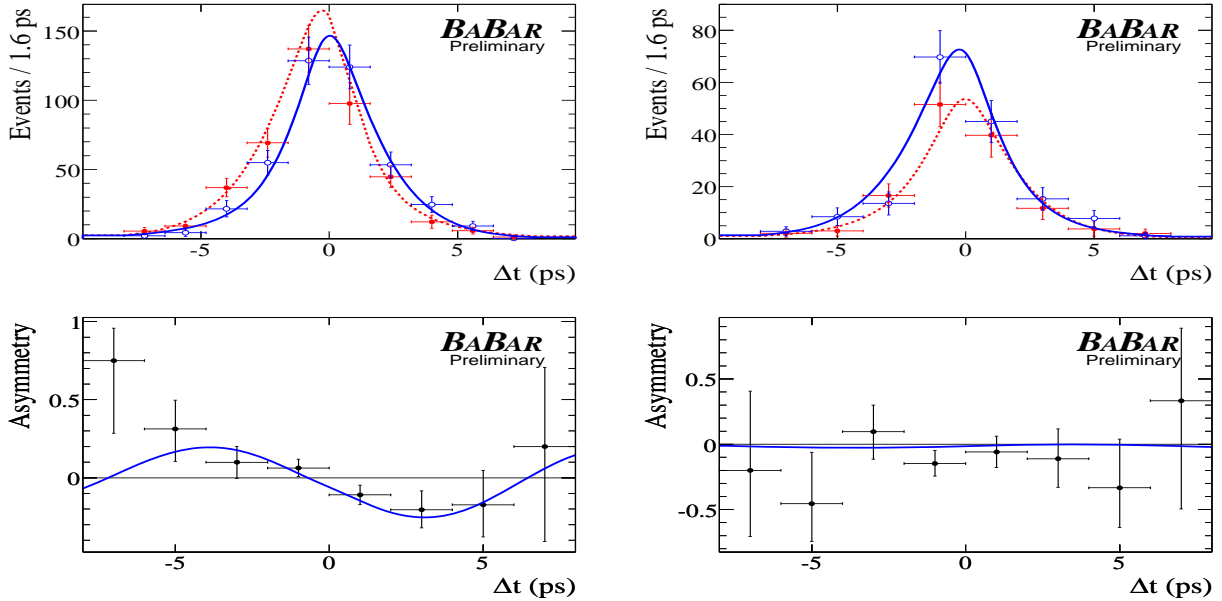 Events / 1.6 ps
150
100
50
0
-5
0
5
Δt (ps)
BABAR
Preliminary
Events / 1.6 ps
80
60
40
20
0
-5
0
5
Δt (ps)
BABAR
Preliminary
Asymmetry
1
0.5
0
-5
0
5
Δt (ps)
BABAR
Preliminary
Asymmetry
0.5
0
-0.5
-5
0
5
Δt (ps)
BABAR
Preliminary